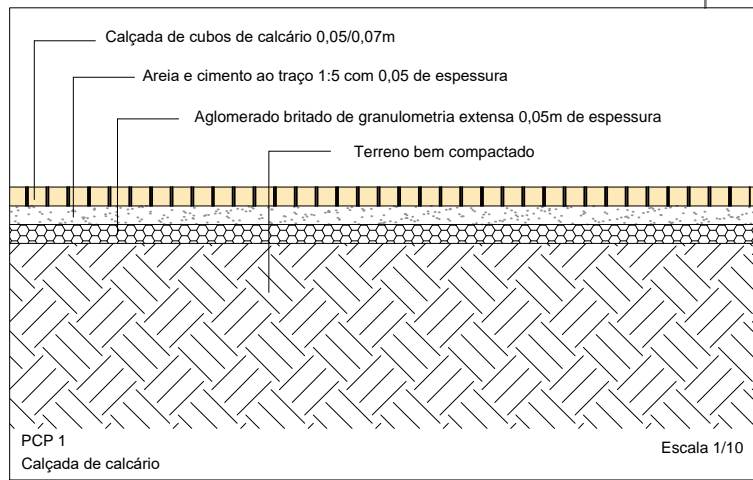 Calçada de cubos de calcário 0,05/0,07m
Areia e cimento ao traço 1:5 com 0,05 de espessura
Aglomerado britado de granulometria extensa 0,05m de espessura
Terreno bem compactado
PCP 1
Calçada de calcário
Escala 1/10